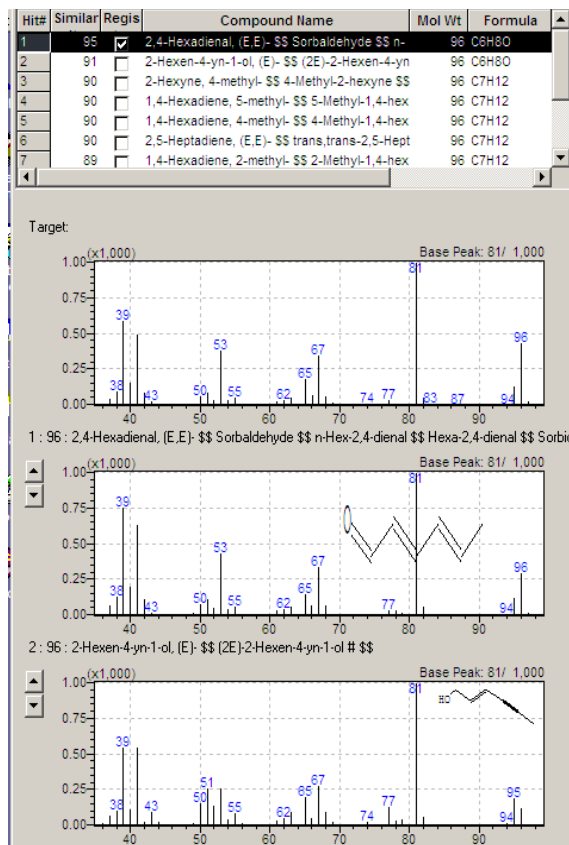 Hit# Similar Regis Compound Name Mol Wt Formula
1 95 2,4-Hexadienal, (E,E)- $$ Sorbaldehyde $$ n- 96 C6H8O
2 91 2-Hexen-4-yn-1-ol, (E)- $$ (2E)-2-Hexen-4-yn 96 C6H8O
3 90 2-Hexyne, 4-methyl- $$ 4-Methyl-2-hexyne $$ 96 C7H12
4 90 1,4-Hexadiene, 5-methyl- $$ 5-Methyl-1,4-hex 96 C7H12
5 90 1,4-Hexadiene, 4-methyl- $$ 4-Methyl-1,4-hex 96 C7H12
6 90 2,5-Heptadiene, (E,E)- $$ trans,trans-2,5-Hept 96 C7H12
7 89 1,4-Hexadiene, 2-methyl- $$ 2-Methyl-1,4-hex 96 C7H12
Target:
(x1,000) Base Peak: 81/ 1,000
1.00 81
0.75
39
0.50
53 67 96
0.25 65
38 43 50 55 62 74 77 82 83 87 94
0.00
40 50 60 70 80 90
1 : 96 : 2,4-Hexadienal, (E,E)- $$ Sorbaldehyde $$ n-Hex-2,4-dienal $$ Hexa-2,4-dienal $$ Sorbic
(x1,000) Base Peak: 81/ 1,000
1.00 81
0.75 39
0.50
53 67 96
0.25
38 43 50 54 62 65 77 94
0.00
40 50 60 70 80 90
2 : 96 : 2-Hexen-4-yn-1-ol, (E)- $$ (2E)-2-Hexen-4-yn-1-ol # $$
(x1,000) Base Peak: 81/ 1,000
1.00 81
HO
0.75
39
0.50
51 67
0.25 65 95
38 43 50 55 62 74 77 94
0.00
40 50 60 70 80 90